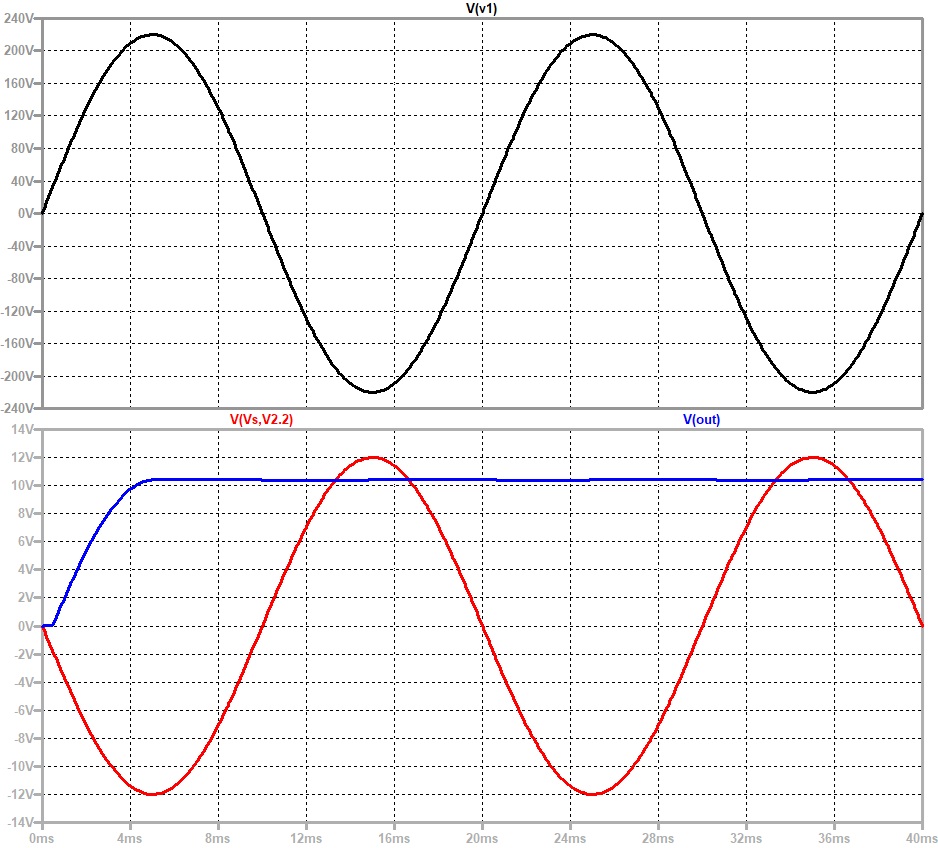 V(v1)
240V
200V
160V
120V
80V
40V
0V
-40V
-80V
-120V
-160V
-200V
-240V
V(Vs,V2.2) V(out)
14V
12V
10V
8V
6V
4V
2V
0V
-2V
-4V
-6V
-8V
-10V
-12V
-14V
0ms 4ms 8ms 12ms 16ms 20ms 24ms 28ms 32ms 36ms 40ms